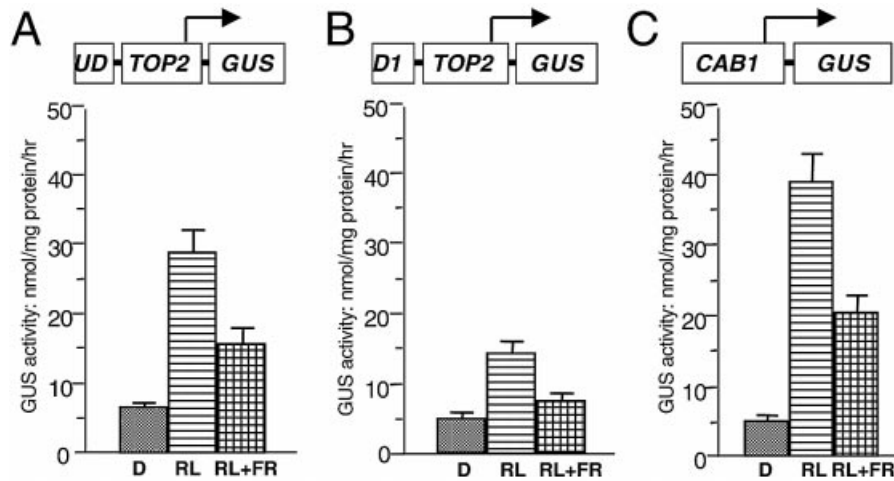 A
UD TOP2 GUS
GUS activity: nmol/mg protein/hr
50
40
30
20
10
0
D RL RL+FR
B
D1 TOP2 GUS
GUS activity: nmol/mg protein/hr
50
40
30
20
10
0
D RL RL+FR
C
CAB1 GUS
GUS activity: nmol/mg protein/hr
50
40
30
20
10
0
D RL RL+FR